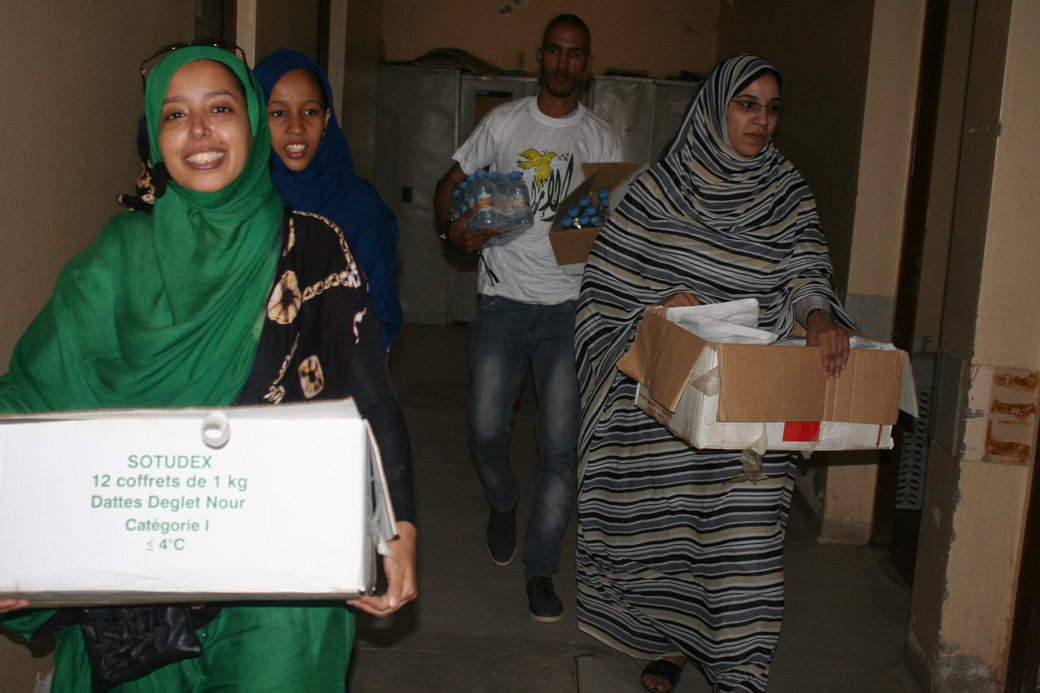 SOTUDEX
12 coffrets de 1 kg
Dattes Deglet Nour
Catégorie I
≤ 4°C